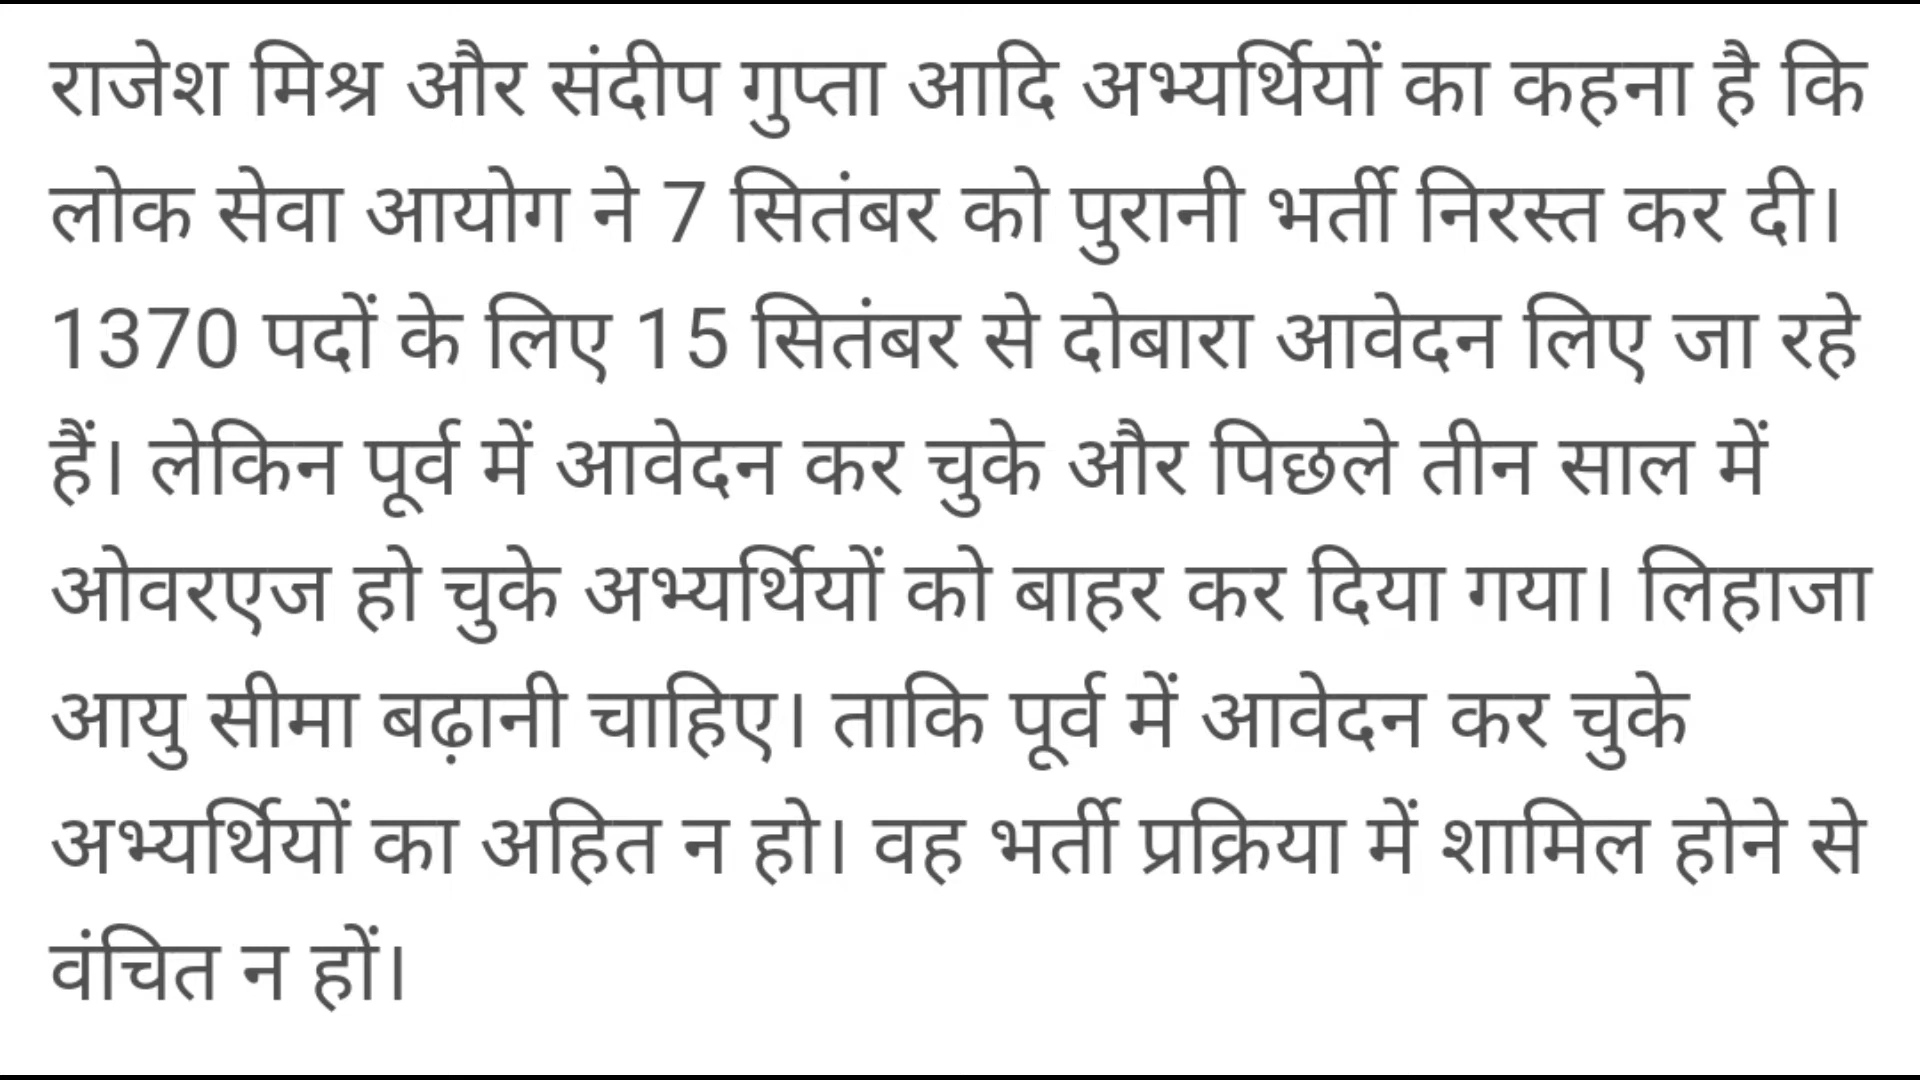 राजेश मिश्र और संदीप गुप्ता आदि अभ्यर्थियों का कहना है कि
लोक सेवा आयोग ने 7 सितंबर को पुरानी भर्ती निरस्त कर दी।
1370 पदों के लिए 15 सितंबर से दोबारा आवेदन लिए जा रहे
हैं। लेकिन पूर्व में आवेदन कर चुके और पिछले तीन साल में
ओवरएज हो चुके अभ्यर्थियों को बाहर कर दिया गया। लिहाजा
आयु सीमा बढ़ानी चाहिए। ताकि पूर्व में आवेदन कर चुके
अभ्यर्थियों का अहित न हो। वह भर्ती प्रक्रिया में शामिल होने से
वंचित न हों।